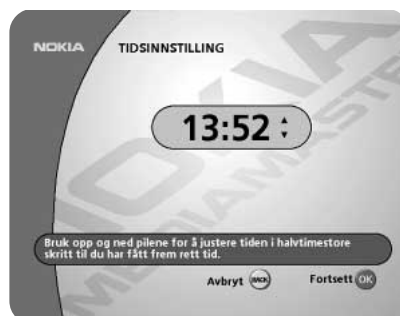 NOKIA
TIDSINNSTILLING
13:52
NOKIA
MEDIAMASTER
Bruk opp og ned pilene for å justere tiden i halvtimestore
skritt til du har fått frem rett tid.
Avbryt BACK Fortsett OK